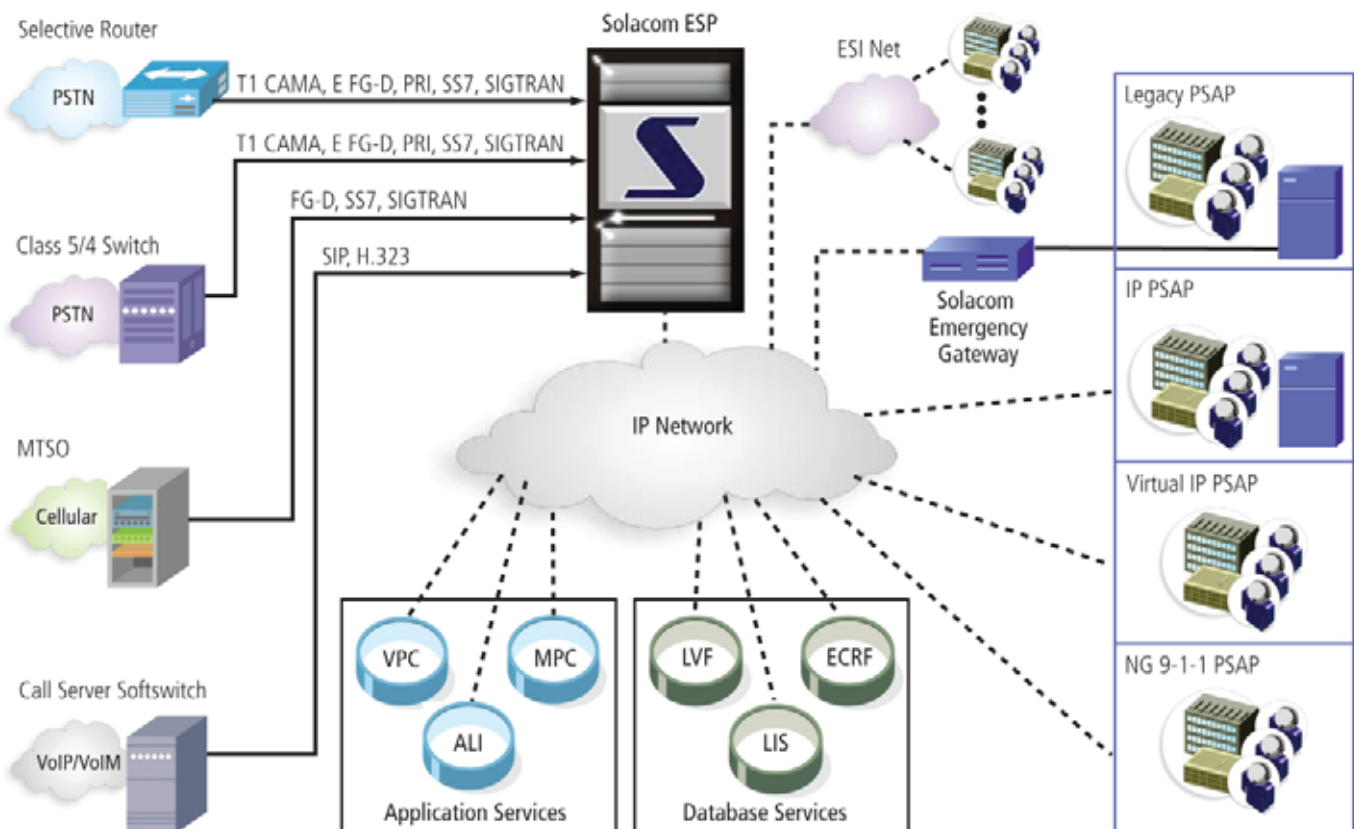 Selective Router
PSTN
T1 CAMA, E FG-D, PRI, SS7, SIGTRAN
Class 5/4 Switch
PSTN
T1 CAMA, E FG-D, PRI, SS7, SIGTRAN
MTSO
Cellular
FG-D, SS7, SIGTRAN
Call Server Softswitch
VoIP/VoIM
SIP, H.323
Solacom ESP
S
ESI Net
Solacom
Emergency
Gateway
IP Network
Legacy PSAP
IP PSAP
Virtual IP PSAP
NG 9-1-1 PSAP
VPC
MPC
ALI
Application Services
LVF
ECRF
LIS
Database Services